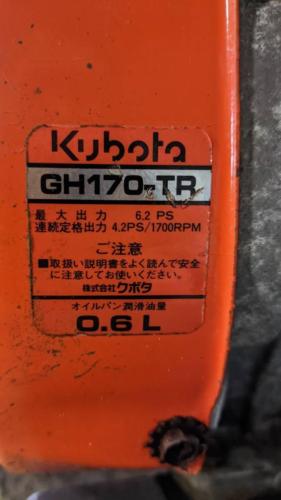 Kubota
GH170-TR
最大出力 6.2 PS
連続定格出力 4.2PS/1700RPM
ご注意
■取扱い説明書をよく読んで安全
に注意してお使いください。
株式会社クボタ
オイルパン潤滑油量
0.6L